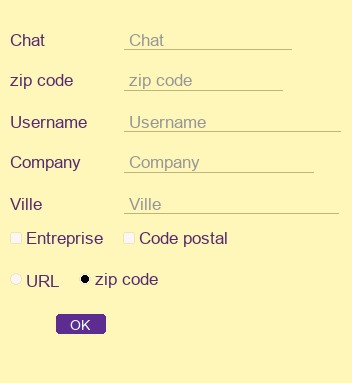 Chat Chat
zip code zip code
Username Username
Company Company
Ville Ville
Entreprise Code postal
URL zip code
OK